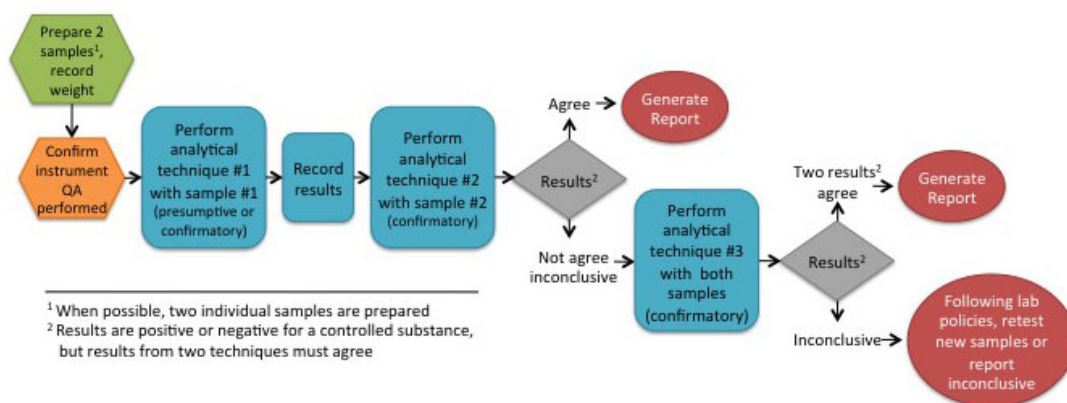 Prepare 2
samples¹,
record
weight
Confirm
instrument
QA
performed
Perform
analytical
technique #1
with sample #1
(presumptive or
confirmatory)
Record
results
Perform
analytical
technique #2
with sample #2
(confirmatory)
Results²
Agree
Generate
Report
Not agree
inconclusive
Perform
analytical
technique #3
with both
samples
(confirmatory)
Results²
Two results²
agree
Generate
Report
Inconclusive
Following lab
policies, retest
new samples or
report
inconclusive
¹ When possible, two individual samples are prepared
² Results are positive or negative for a controlled substance,
but results from two techniques must agree